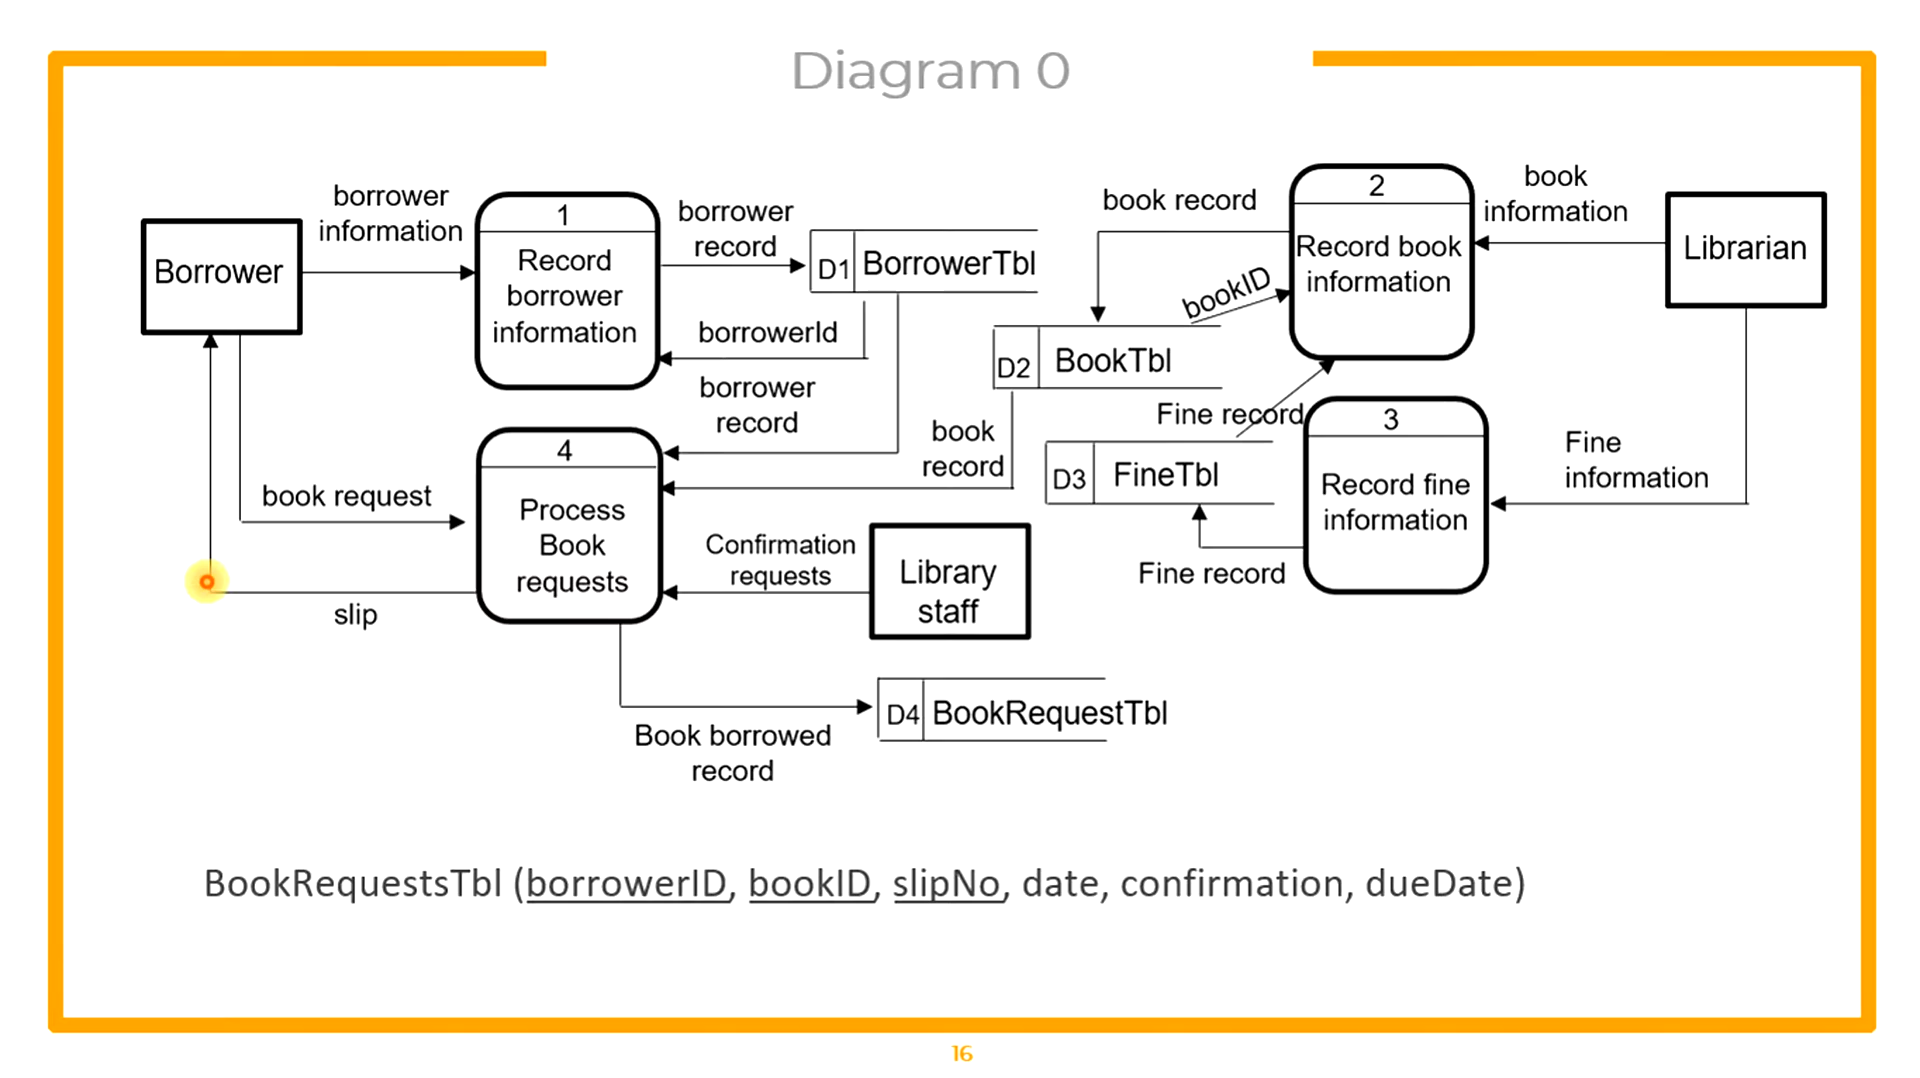 Diagram 0
borrower
information
Borrower
1
Record
borrower
information
borrower
record
D1
BorrowerTbl
borrowerId
borrower
record
book record
2
Record book
information
book
information
Librarian
bookID
D2
BookTbl
book
record
Fine record
D3
FineTbl
3
Record fine
information
Fine
information
Fine record
4
Process
Book
requests
book request
slip
Confirmation
requests
Library
staff
Book borrowed
record
D4
BookRequestTbl
BookRequestsTbl (borrowerID, bookID, slipNo, date, confirmation, dueDate)
16